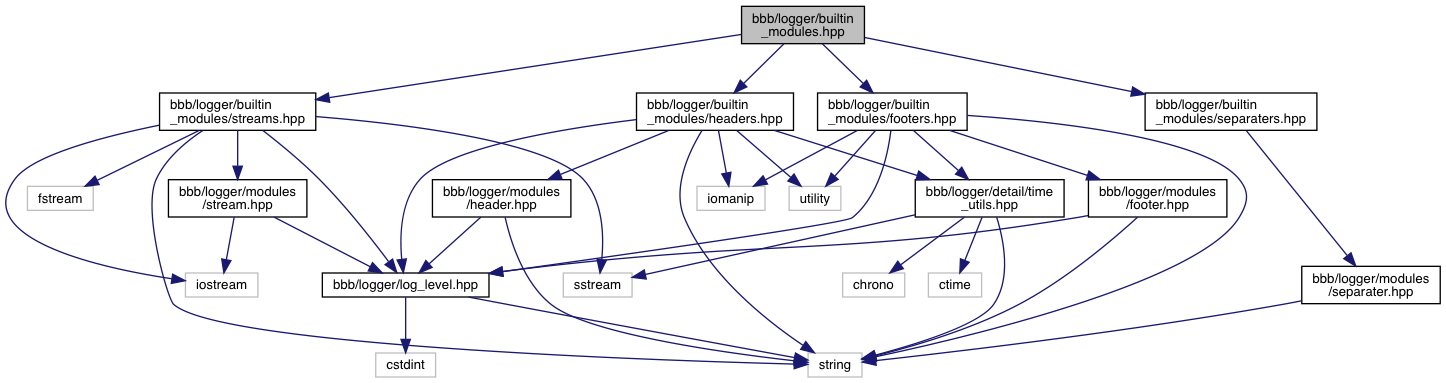 bbb/logger/builtin
_modules.hpp
bbb/logger/builtin
_modules/streams.hpp
bbb/logger/builtin
_modules/headers.hpp
bbb/logger/builtin
_modules/footers.hpp
bbb/logger/builtin
_modules/separaters.hpp
fstream
bbb/logger/modules
/stream.hpp
bbb/logger/modules
/header.hpp
iomanip
utility
bbb/logger/detail/time
_utils.hpp
bbb/logger/modules
/footer.hpp
iostream
bbb/logger/log_level.hpp
sstream
chrono
ctime
bbb/logger/modules
/separater.hpp
cstdint
string